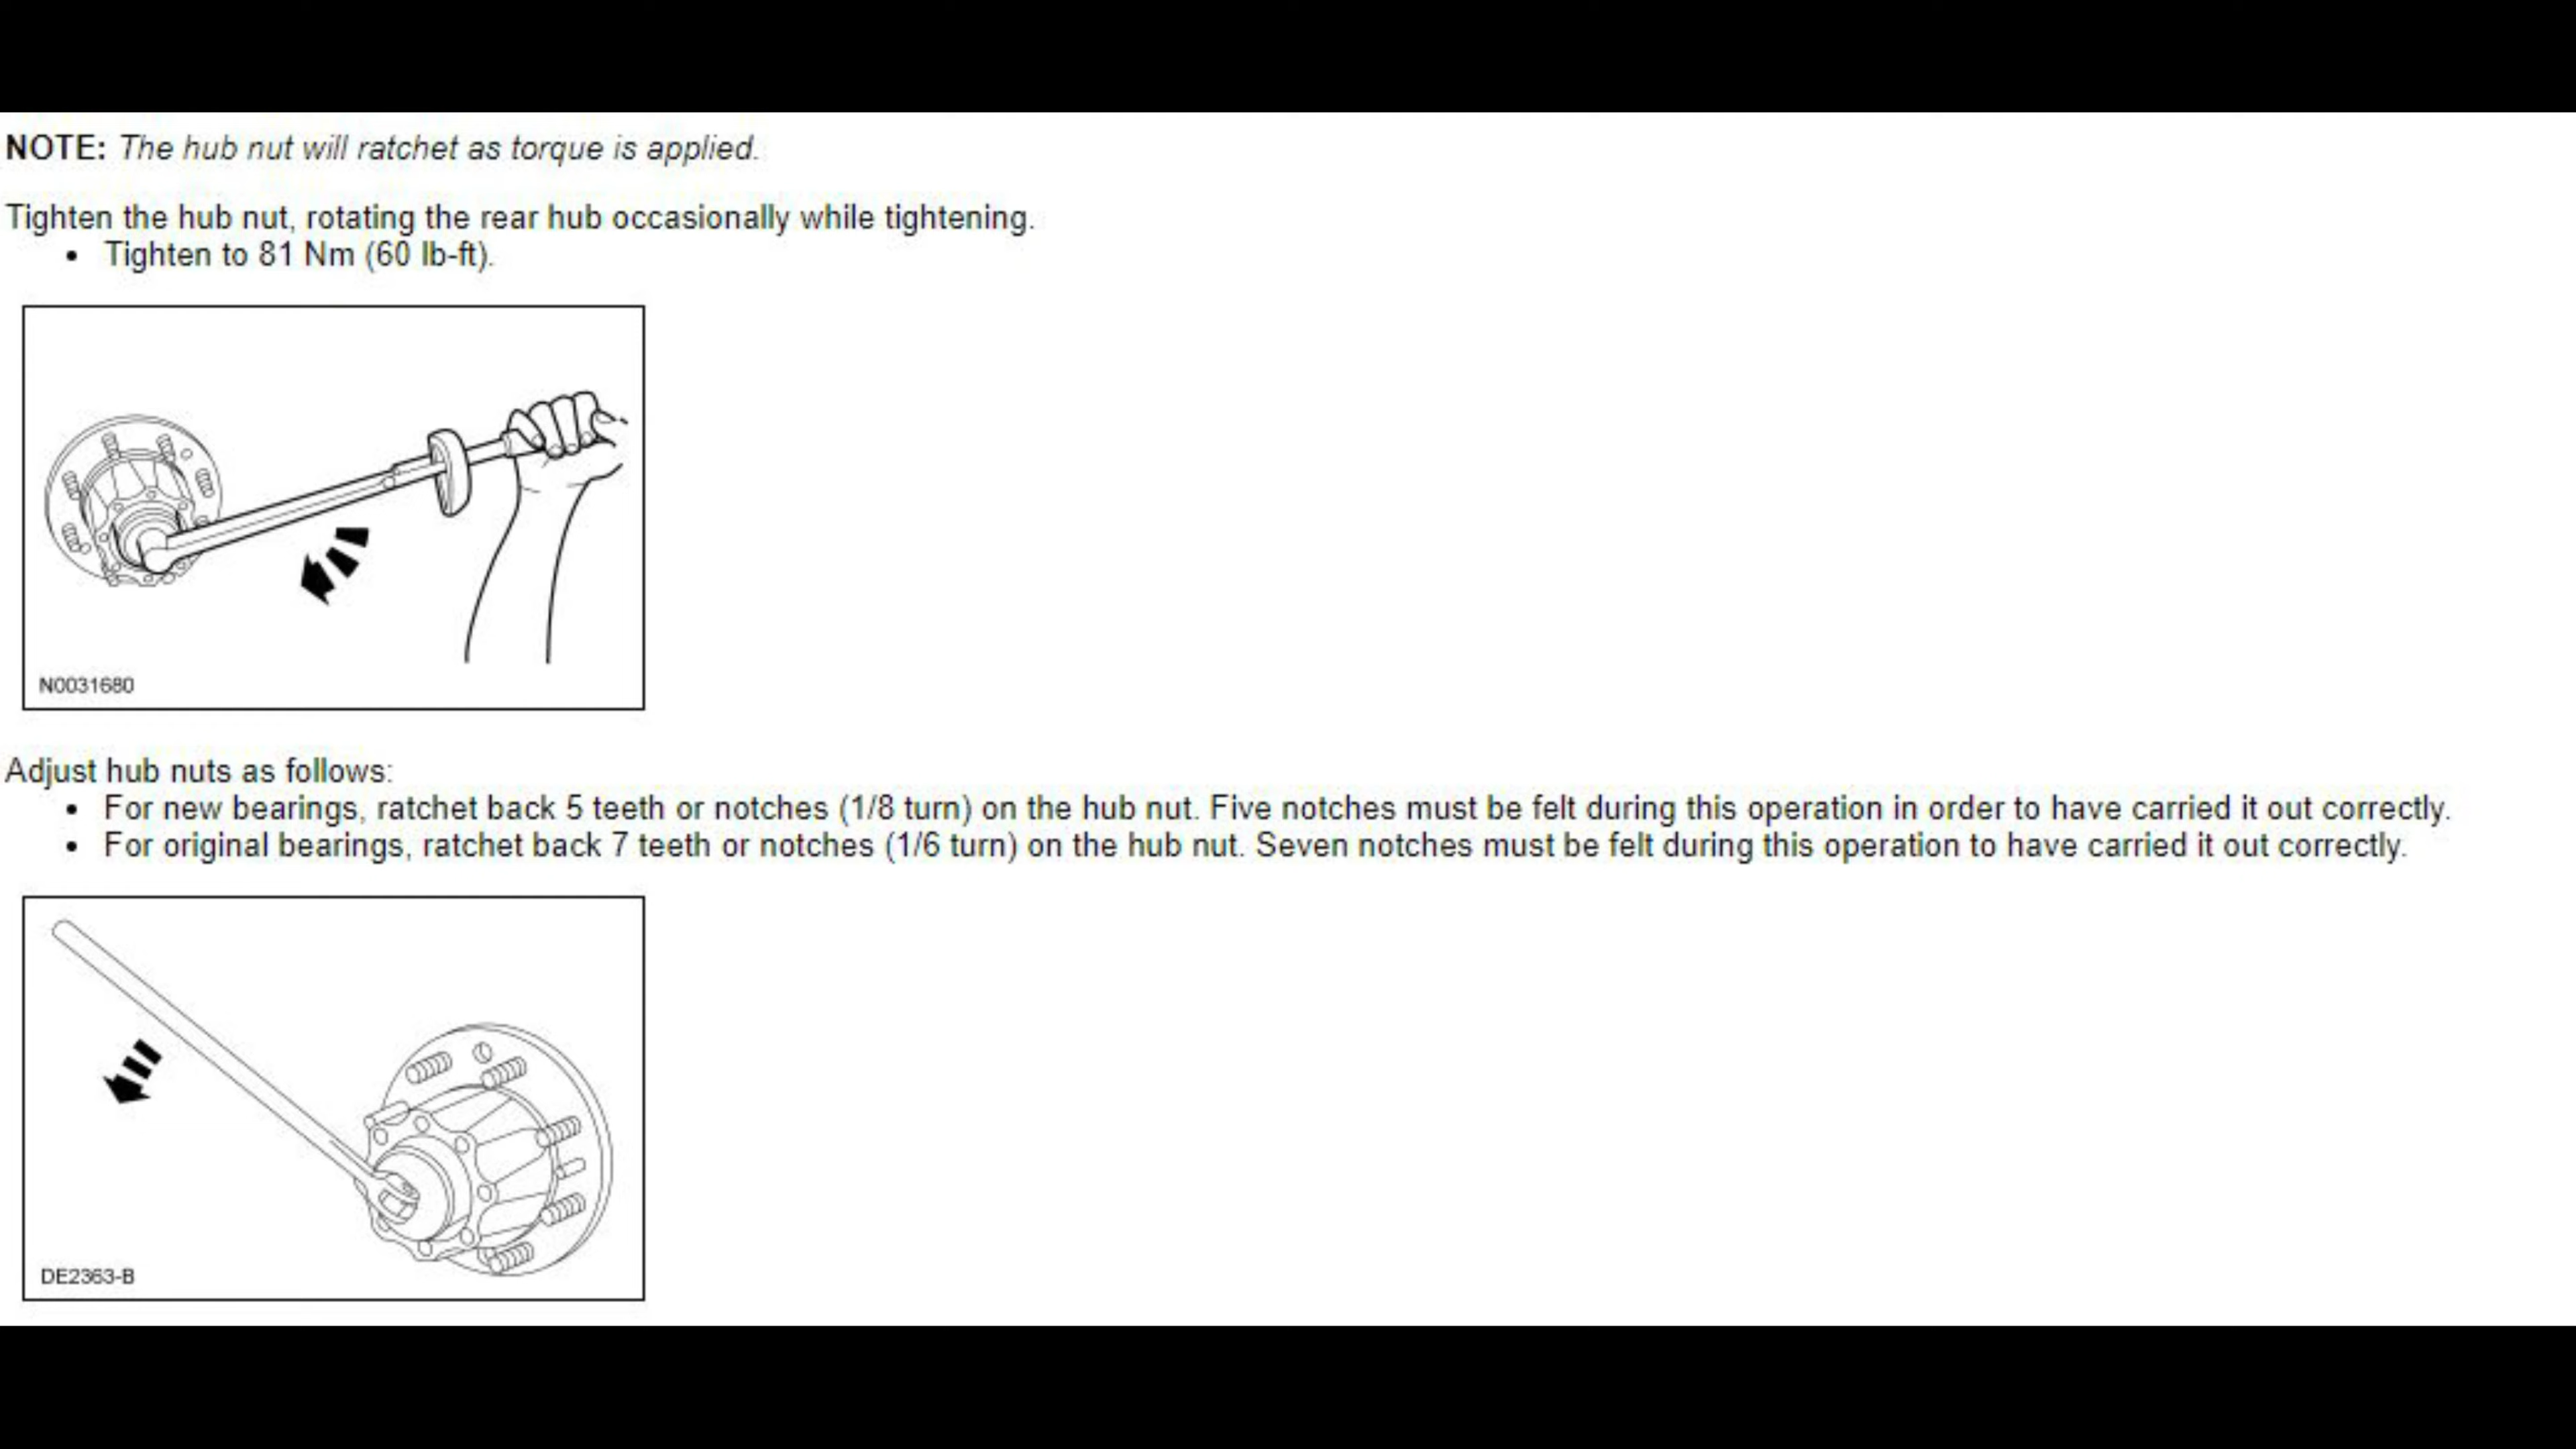 NOTE: The hub nut will ratchet as torque is applied.
Tighten the hub nut, rotating the rear hub occasionally while tightening.
• Tighten to 81 Nm (60 lb-ft).
N0031680
Adjust hub nuts as follows:
• For new bearings, ratchet back 5 teeth or notches (1/8 turn) on the hub nut. Five notches must be felt during this operation in order to have carried it out correctly.
• For original bearings, ratchet back 7 teeth or notches (1/6 turn) on the hub nut. Seven notches must be felt during this operation to have carried it out correctly.
DE2363-B